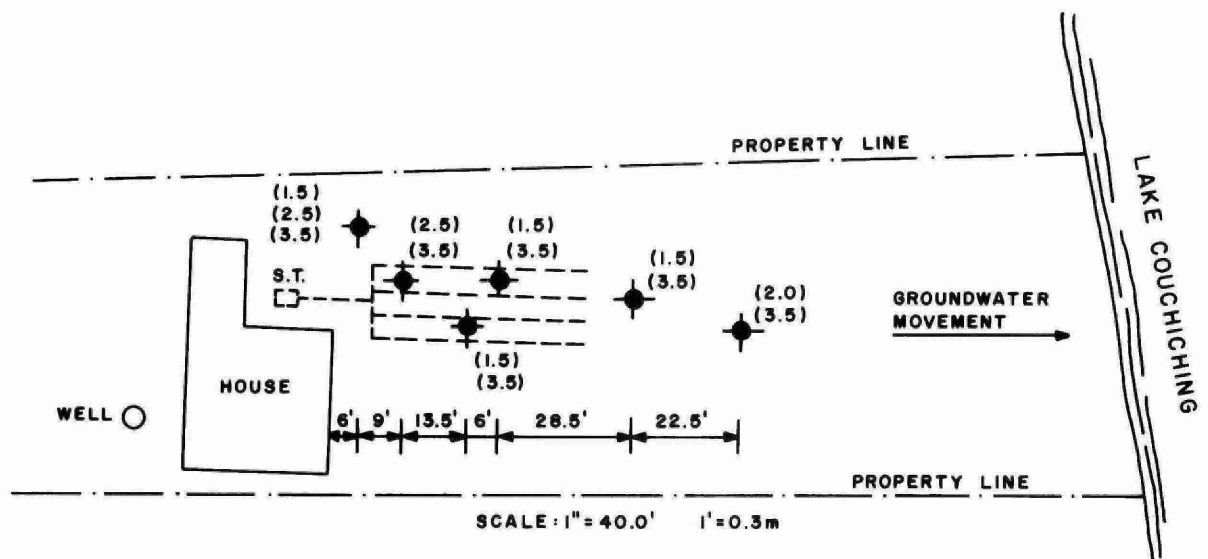 PROPERTY LINE
LAKE COUCHICHING
(1.5)
(2.5)
(3.5)
(2.5)
(3.5)
(1.5)
(3.5)
(1.5)
(3.5)
(2.0)
(3.5)
S.T.
GROUNDWATER
MOVEMENT
(1.5)
(3.5)
HOUSE
WELL
6' 9' 13.5' 6' 28.5' 22.5'
PROPERTY LINE
SCALE: 1" = 40.0' 1' = 0.3m